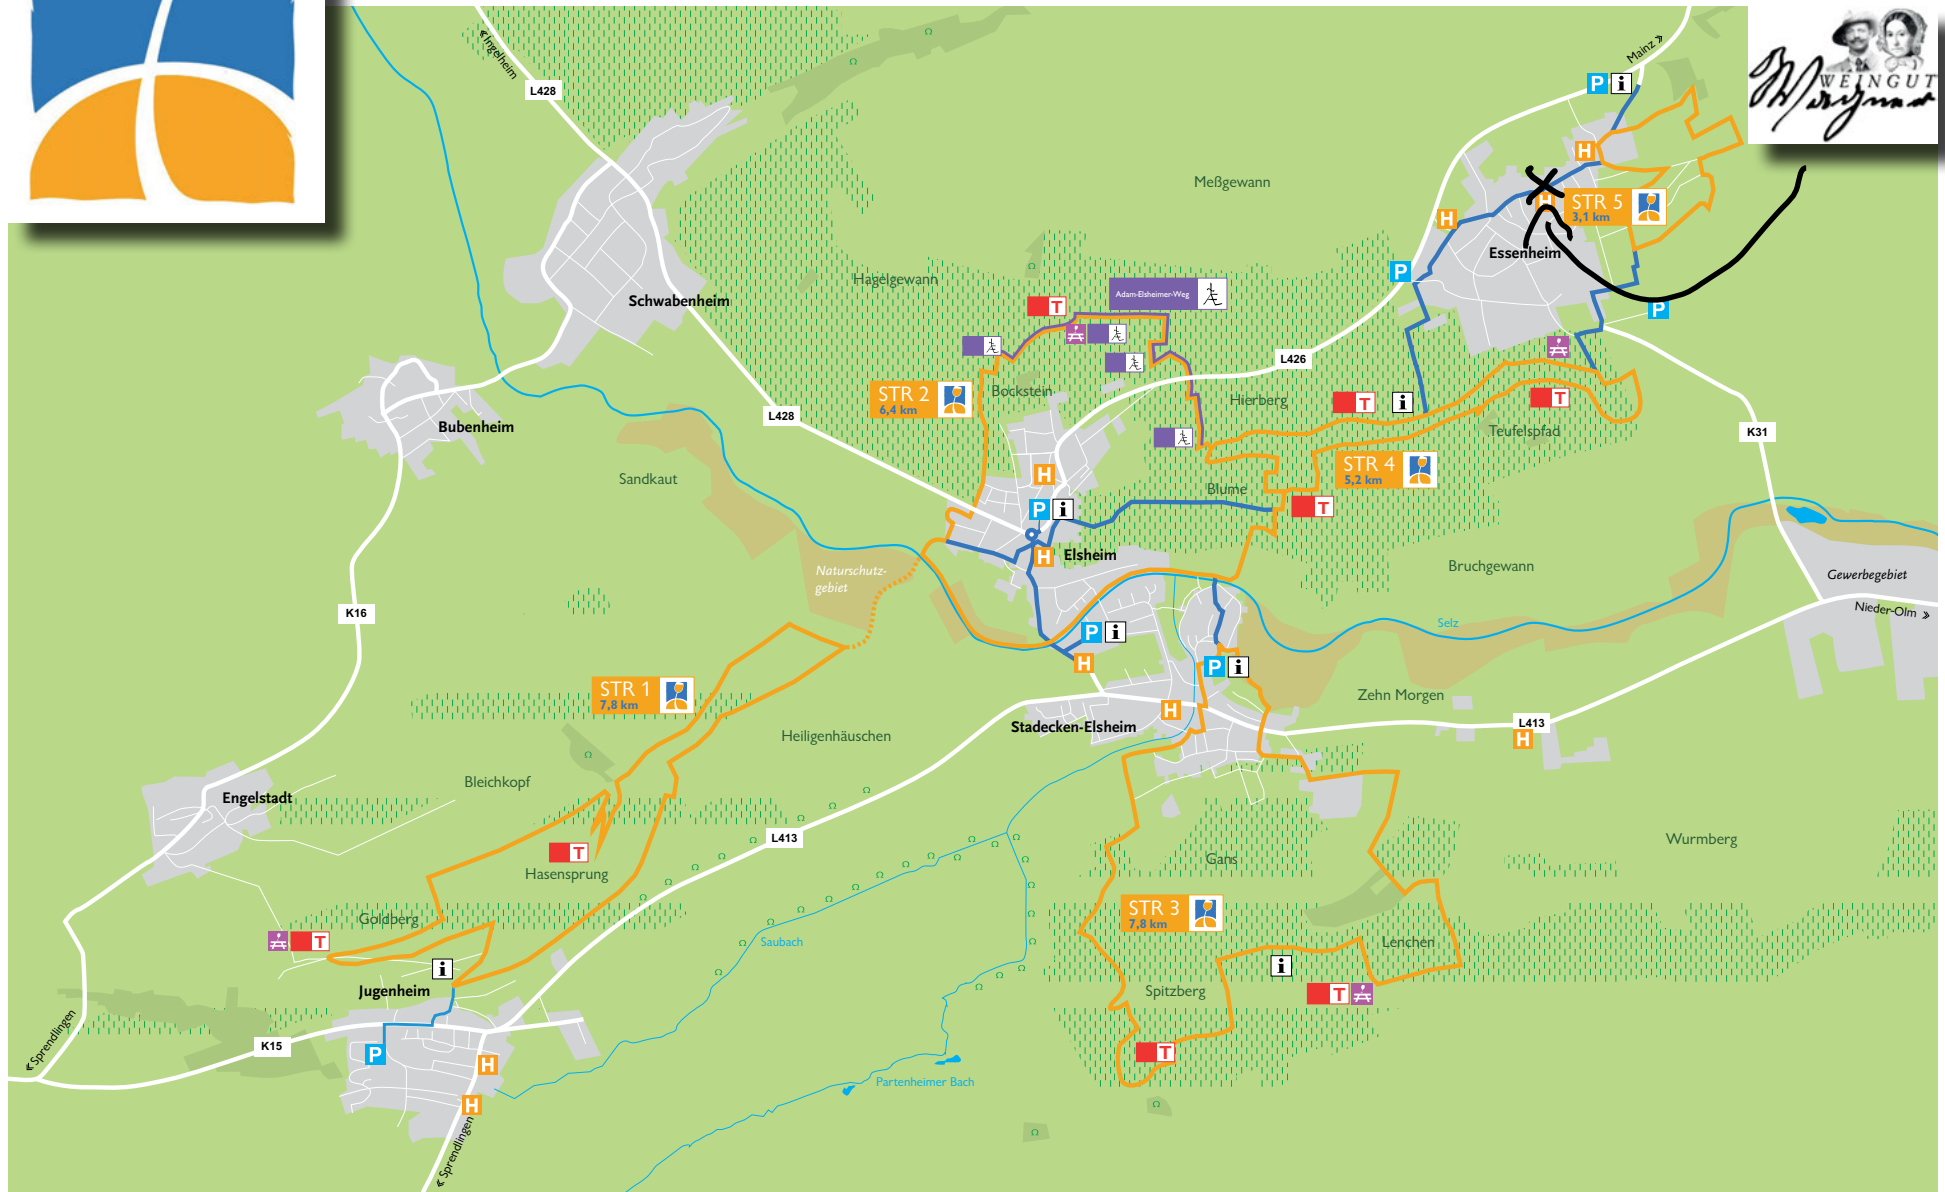 « Ingelheim
L428
Mainz »
P i
WEINGUT
H
Meßgewann
STR 5
3,1 km
H
H
Essenheim
P
P
Hagelgewann
Schwabenheim
Adam-Elsheimer-Weg
T
L426
STR 2
6,4 km
Bockstein
Hierberg
T i
T
L428
Bubenheim
Teufelspfad
K31
Sandkaut
H
STR 4
5,2 km
Blume
T
P i
H
Elsheim
Naturschutz-
gebiet
Bruchgewann
Gewerbegebiet
K16
Nieder-Olm »
Selz
P i
H
P i
STR 1
7,8 km
Zehn Morgen
H
Stadecken-Elsheim
L413
H
Heiligenhäuschen
Bleichkopf
Engelstadt
L413
Wurmberg
T
Hasensprung
Gans
Goldberg
STR 3
7,8 km
T
Saubach
Lenchen
i
i
Jugenheim
Spitzberg
T
« Sprendlingen
K15
P
H
T
Partenheimer Bach
H
« Sprendlingen